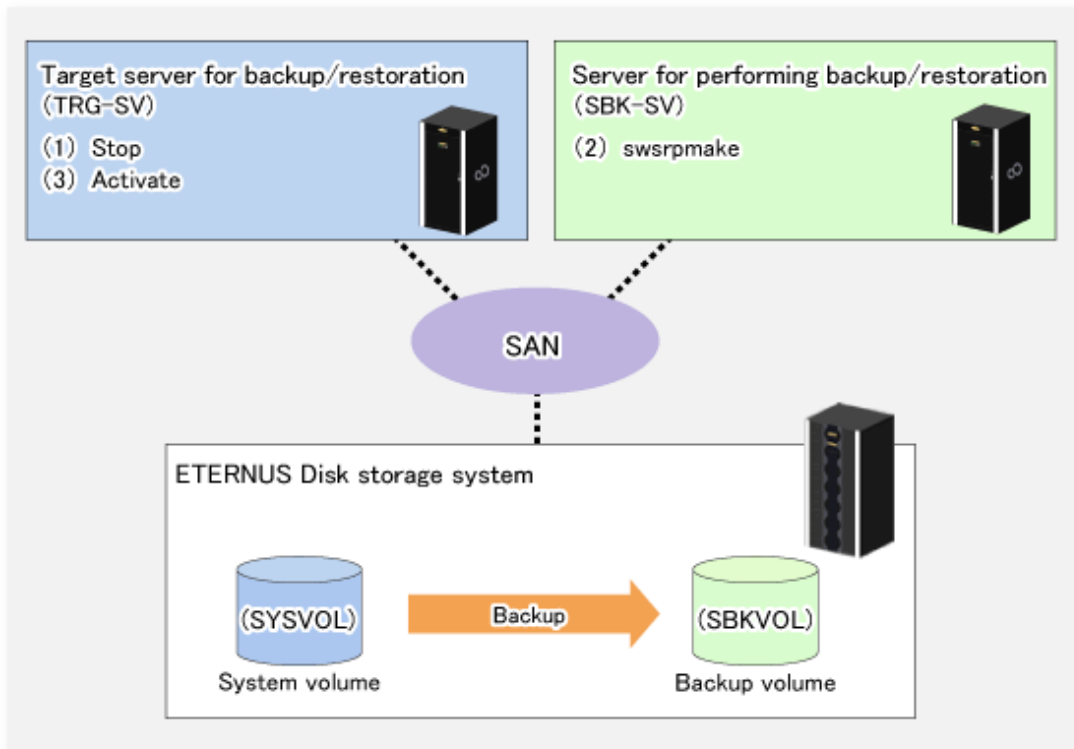 Target server for backup/restoration
(TRG-SV)
(1) Stop
(3) Activate
Server for performing backup/restoration
(SBK-SV)
(2) swsrpmake
SAN
ETERNUS Disk storage system
(SYSVOL)
System volume
Backup
(SBKVOL)
Backup volume